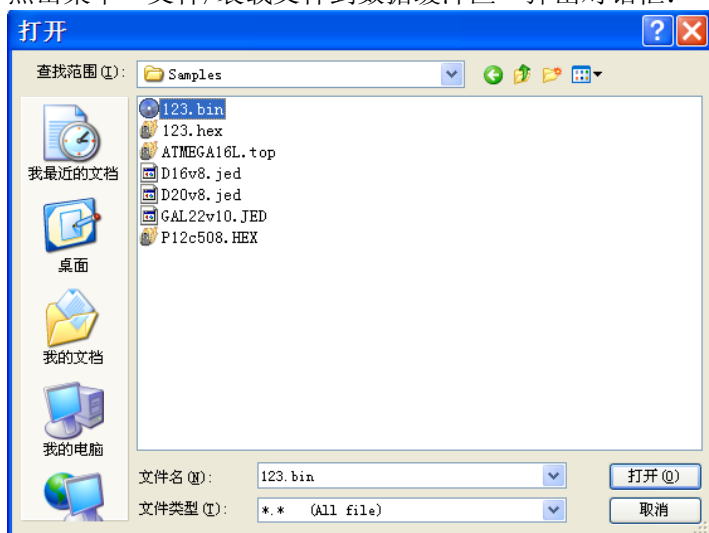 打开
查找范围(I):
Samples
123.bin
123.hex
ATMEGA16L.top
D16v8.jed
D20v8.jed
GAL22v10.JED
P12c508.HEX
我最近的文档
桌面
我的文档
我的电脑
文件名(N):
123.bin
打开(O)
文件类型(T):
*.* (All file)
取消